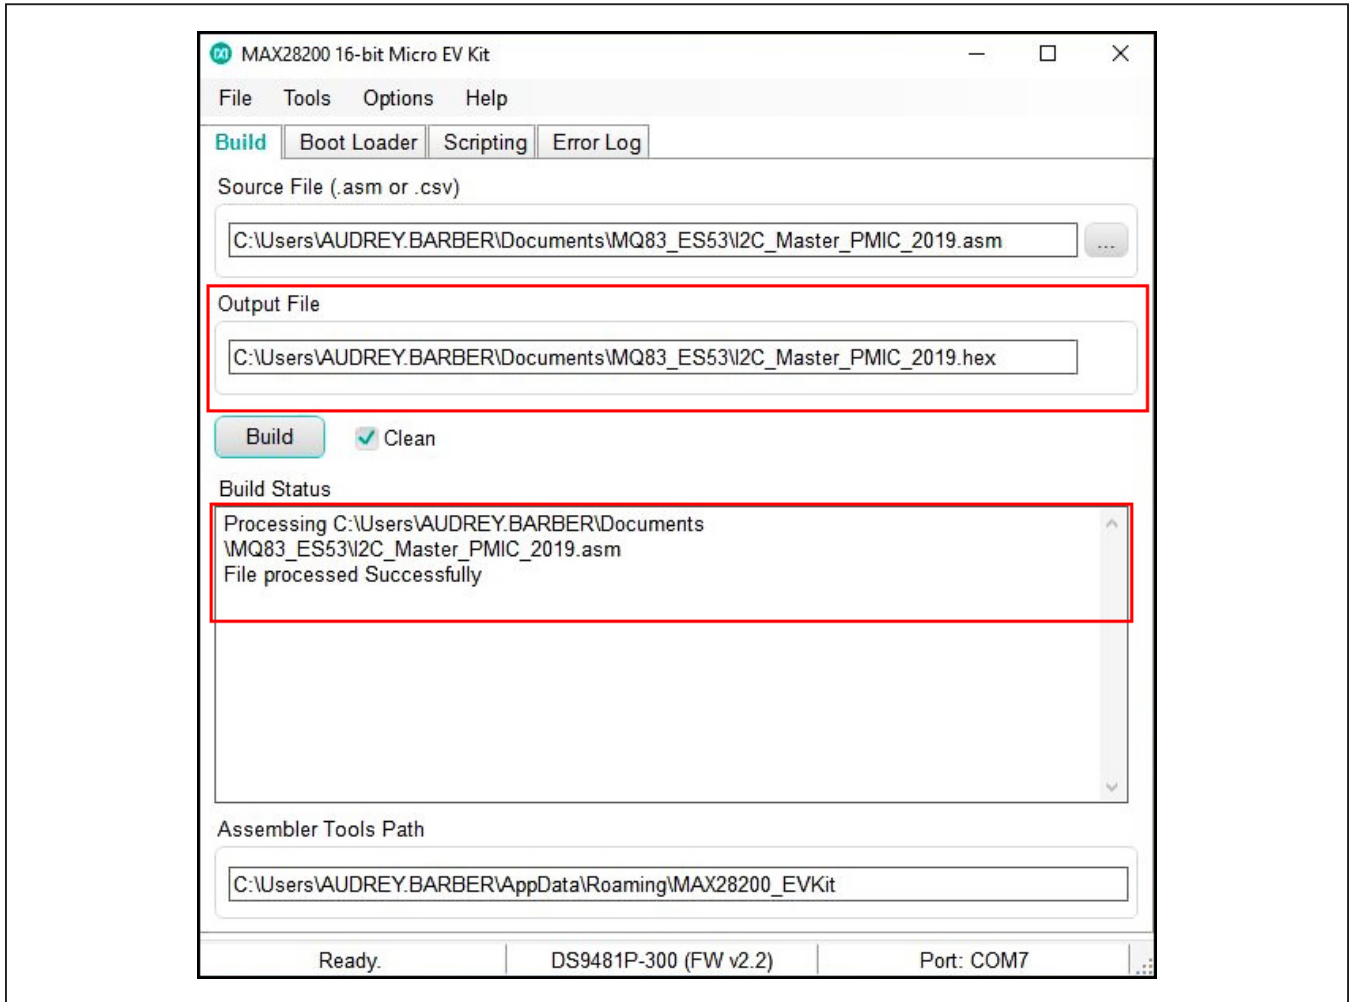 MAX28200 16-bit Micro EV Kit
File Tools Options Help
Build Boot Loader Scripting Error Log
Source File (.asm or .csv)
C:\Users\AUDREY.BARBER\Documents\MQ83_ES53\I2C_Master_PMIC_2019.asm ...
Output File
C:\Users\AUDREY.BARBER\Documents\MQ83_ES53\I2C_Master_PMIC_2019.hex
Build Clean
Build Status
Processing C:\Users\AUDREY.BARBER\Documents
\MQ83_ES53\I2C_Master_PMIC_2019.asm
File processed Successfully
Assembler Tools Path
C:\Users\AUDREY.BARBER\AppData\Roaming\MAX28200_EVKit
Ready. DS9481P-300 (FW v2.2) Port: COM7